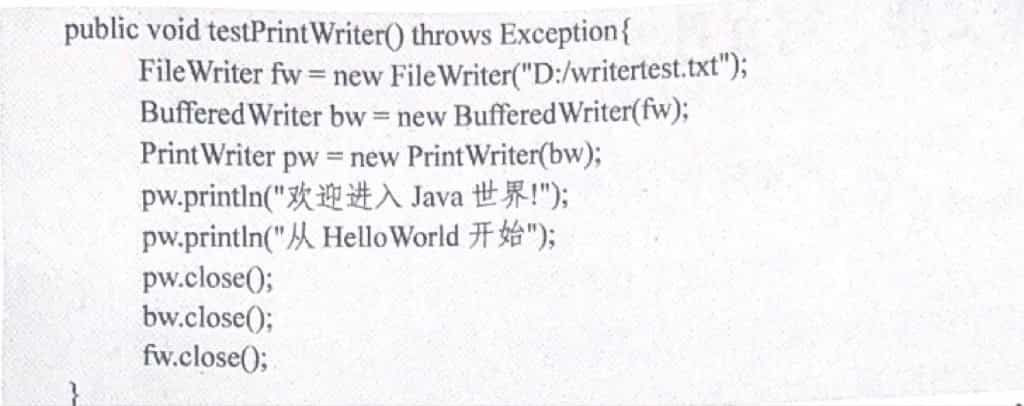 public void testPrintWriter() throws Exception{
FileWriter fw = new FileWriter("D:/writertest.txt");
BufferedWriter bw = new BufferedWriter(fw);
PrintWriter pw = new PrintWriter(bw);
pw.println("欢迎进入 Java 世界!");
pw.println("从 HelloWorld 开始");
pw.close();
bw.close();
fw.close();
}